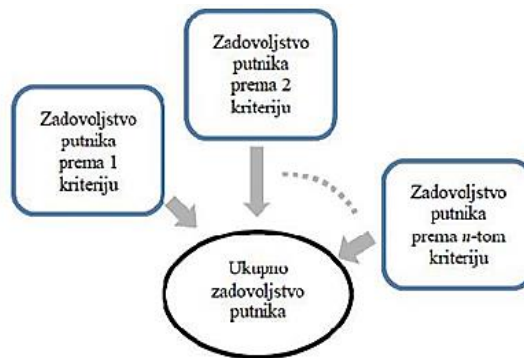 Zadovoljstvo
putnika
prema 1
kriteriju
Zadovoljstvo
putnika
prema 2
kriteriju
Zadovoljstvo
putnika
prema n-tom
kriteriju
Ukupno
zadovoljstvo
putnika